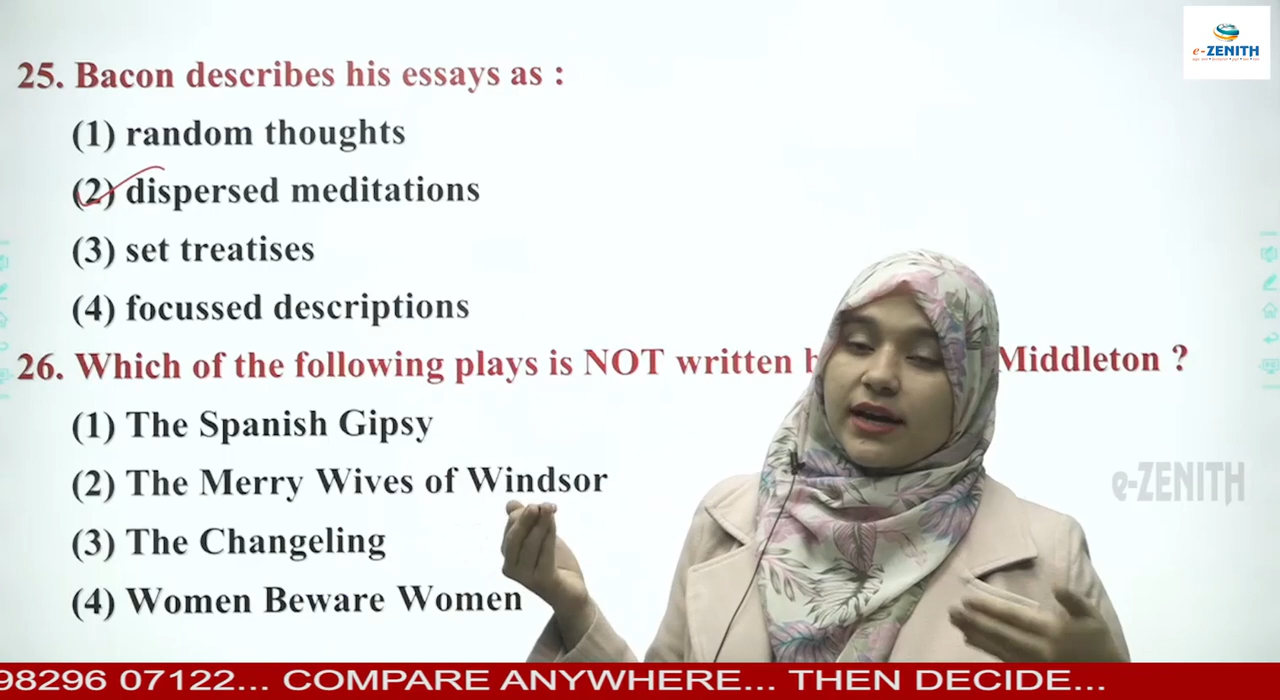 e-ZENITH
25. Bacon describes his essays as :
(1) random thoughts
(2) dispersed meditations
(3) set treatises
(4) focussed descriptions
26. Which of the following plays is NOT written Middleton ?
(1) The Spanish Gipsy
(2) The Merry Wives of Windsor
e-ZENITH
(3) The Changeling
(4) Women Beware Women
98296 07122... COMPARE ANYWHERE... THEN DECIDE...